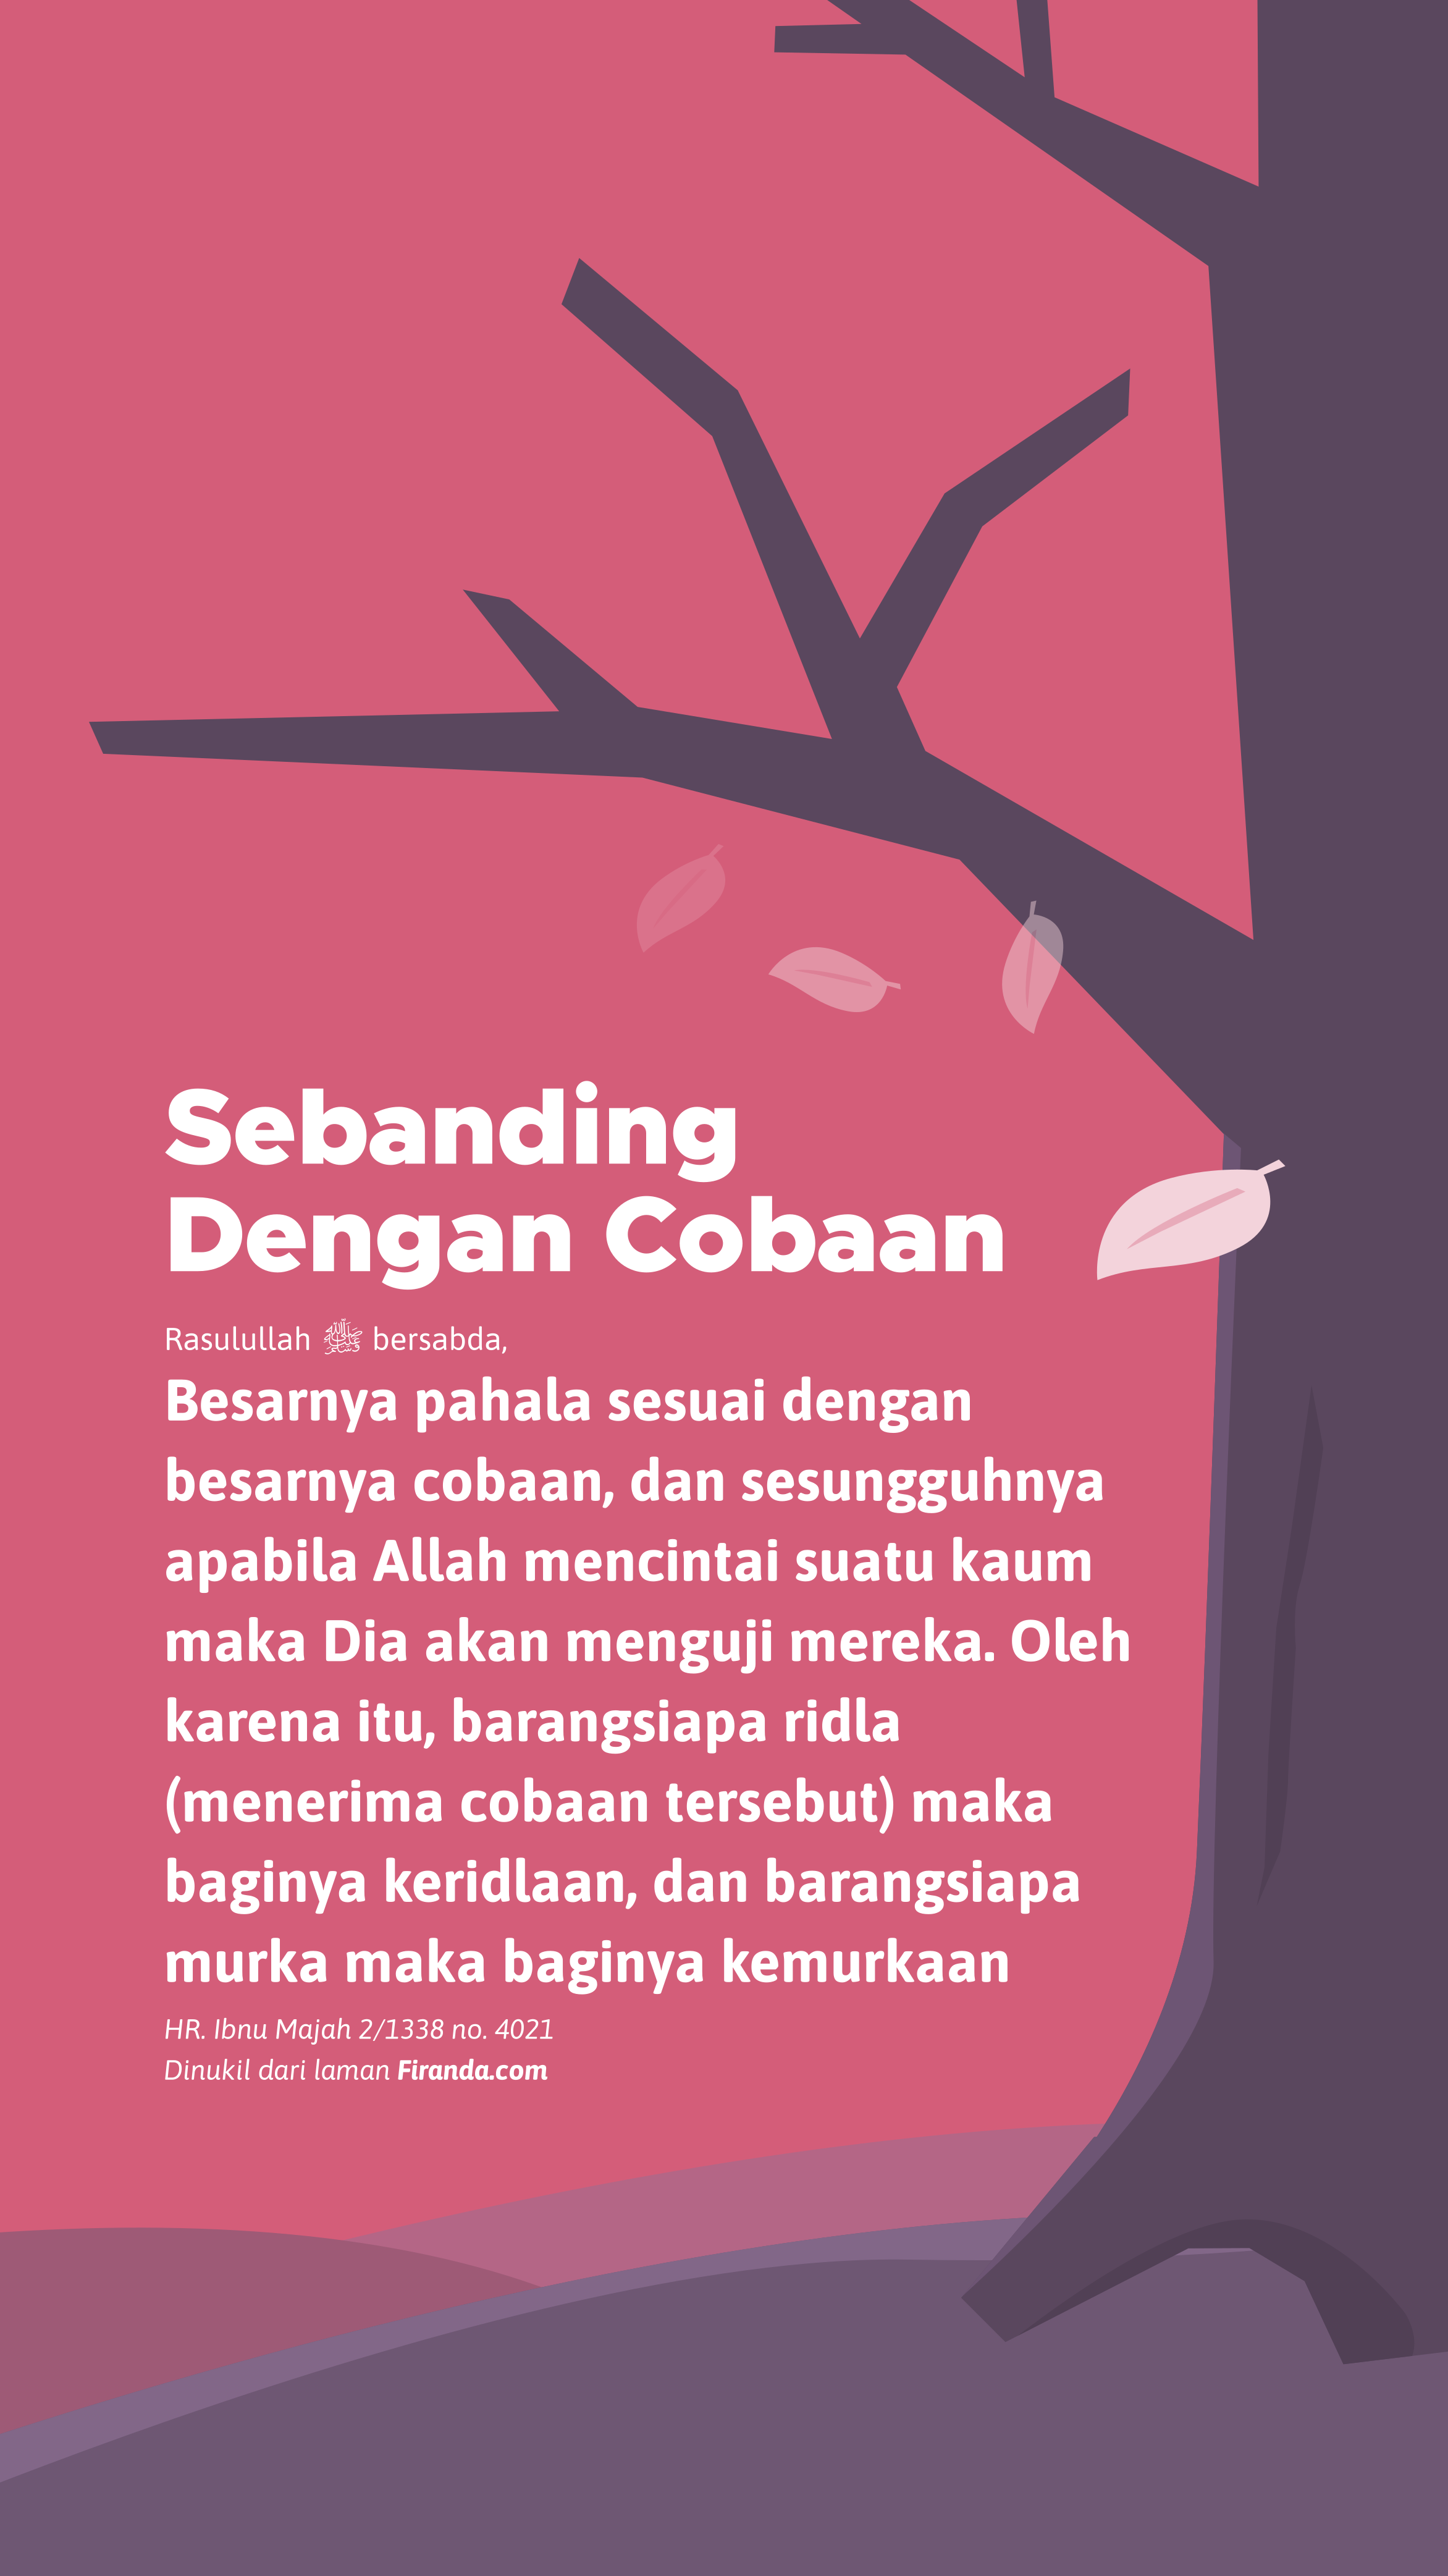 Sebanding
Dengan Cobaan
Rasulullah ﷺ bersabda,
Besarnya pahala sesuai dengan
besarnya cobaan, dan sesungguhnya
apabila Allah mencintai suatu kaum
maka Dia akan menguji mereka. Oleh
karena itu, barangsiapa ridla
(menerima cobaan tersebut) maka
baginya keridlaan, dan barangsiapa
murka maka baginya kemurkaan
HR. Ibnu Majah 2/1338 no. 4021
Dinukil dari laman Firanda.com